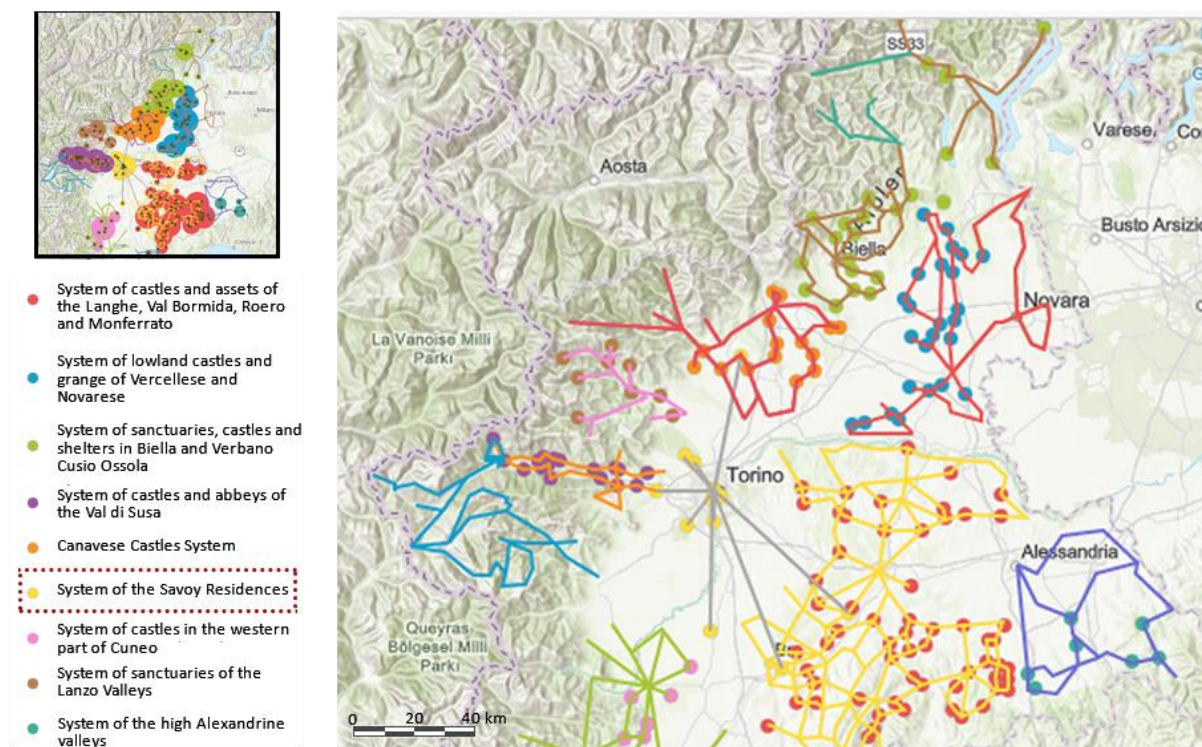 System of castles and assets of
the Langhe, Val Bormida, Roero
and Monferrato
System of lowland castles and
grange of Vercellese and
Novarese
System of sanctuaries, castles and
shelters in Biella and Verbano
Cusio Ossola
System of castles and abbeys of
the Val di Susa
Canavese Castles System
System of the Savoy Residences
System of castles in the western
part of Cuneo
System of sanctuaries of the
Lanzo Valleys
System of the high Alexandrine
valleys
SS33
Varese
Aosta
Busto Arsizio
Biella
Novara
La Vanoise Milli
Parkı
Torino
Alessandria
Queyras
Bölgesel Milli
Parkı
0 20 40 km